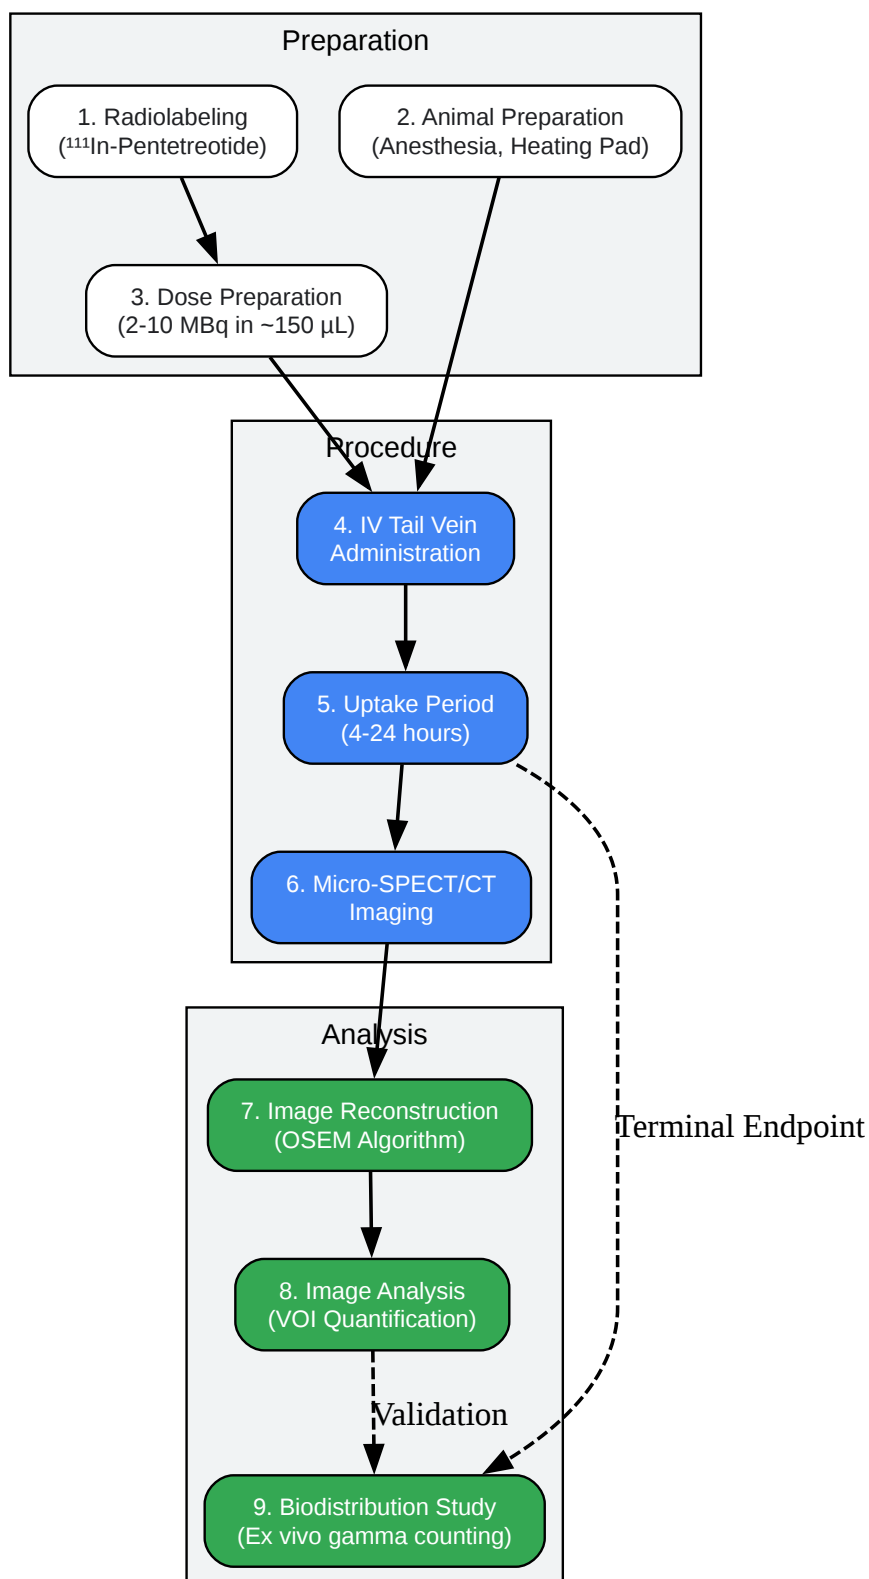 Preparation
1. Radiolabeling
(¹¹¹In-Pentetreotide)
2. Animal Preparation
(Anesthesia, Heating Pad)
3. Dose Preparation
(2-10 MBq in ~150 µL)
Procedure
4. IV Tail Vein
Administration
5. Uptake Period
(4-24 hours)
6. Micro-SPECT/CT
Imaging
Analysis
7. Image Reconstruction
(OSEM Algorithm)
Terminal Endpoint
8. Image Analysis
(VOI Quantification)
Validation
9. Biodistribution Study
(Ex vivo gamma counting)